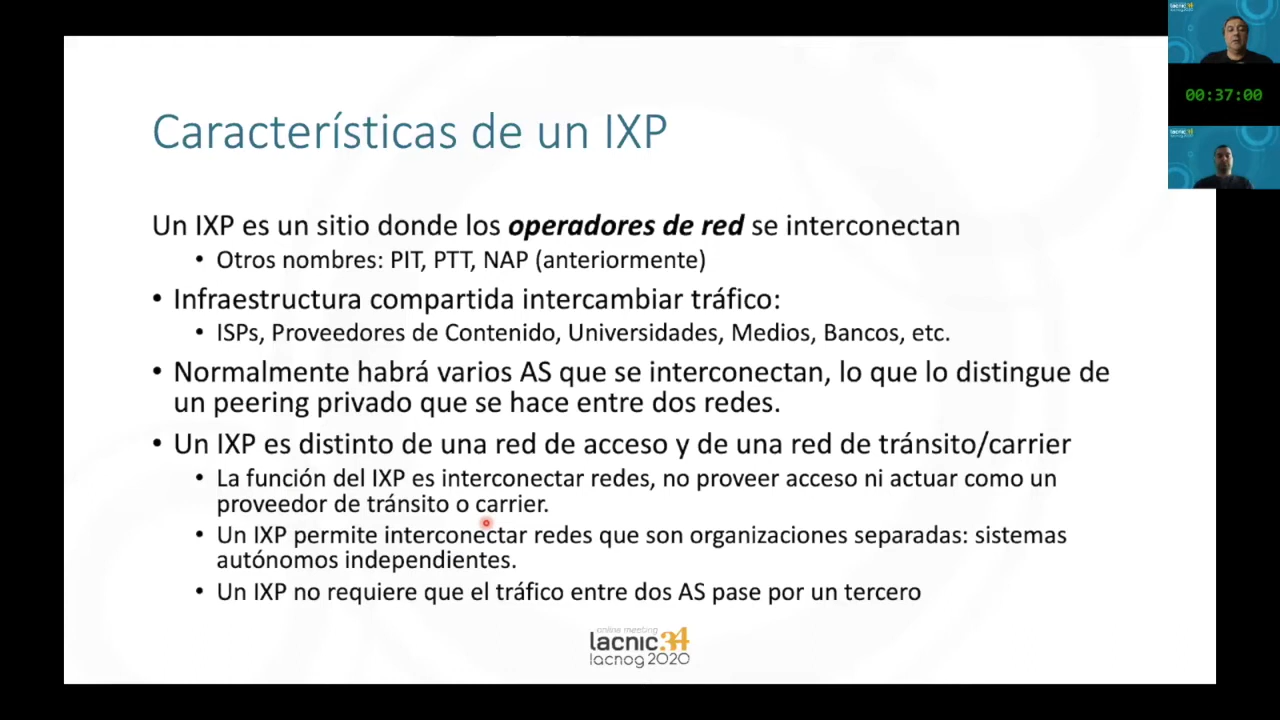 Características de un IXP
Un IXP es un sitio donde los operadores de red se interconectan
• Otros nombres: PIT, PTT, NAP (anteriormente)
• Infraestructura compartida intercambiar tráfico:
• ISPs, Proveedores de Contenido, Universidades, Medios, Bancos, etc.
• Normalmente habrá varios AS que se interconectan, lo que lo distingue de
un peering privado que se hace entre dos redes.
• Un IXP es distinto de una red de acceso y de una red de tránsito/carrier
• La función del IXP es interconectar redes, no proveer acceso ni actuar como un
proveedor de tránsito o carrier.
• Un IXP permite interconectar redes que son organizaciones separadas: sistemas
autónomos independientes.
• Un IXP no requiere que el tráfico entre dos AS pase por un tercero
online meeting
lacnic34
lacnog2020
lacnic34
00:37:00
lacnic34